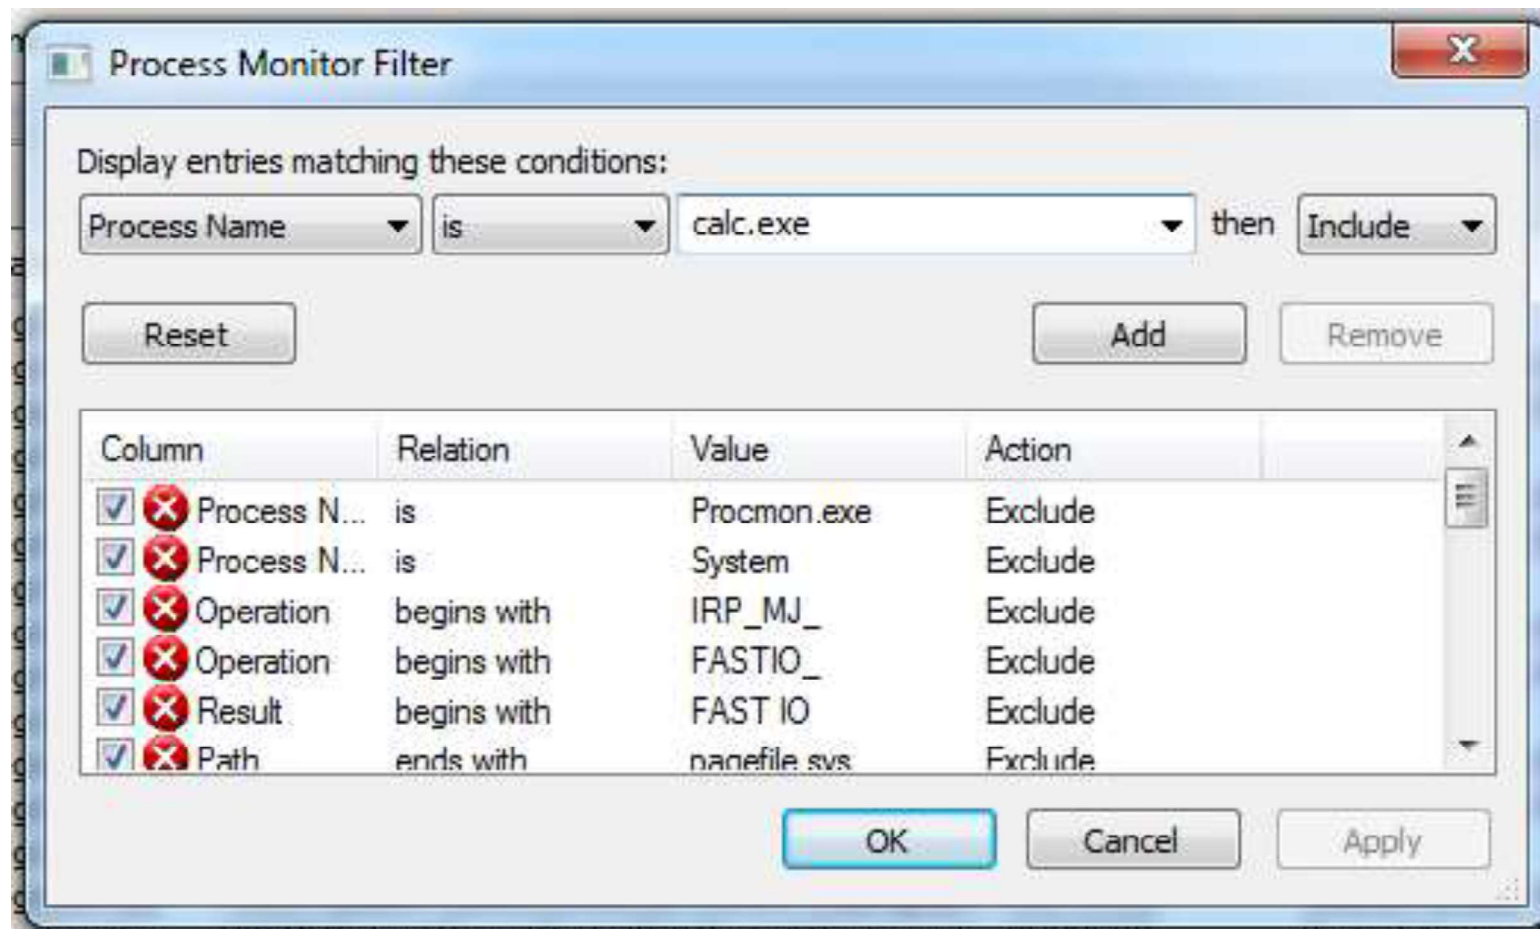 Process Monitor Filter
Display entries matching these conditions:
Process Name is calc.exe then Include
Reset Add Remove
Column Relation Value Action
Process N... is Procmon.exe Exclude
Process N... is System Exclude
Operation begins with IRP_MJ_ Exclude
Operation begins with FASTIO_ Exclude
Result begins with FAST IO Exclude
Path ends with pagefile.sys Exclude
OK Cancel Apply